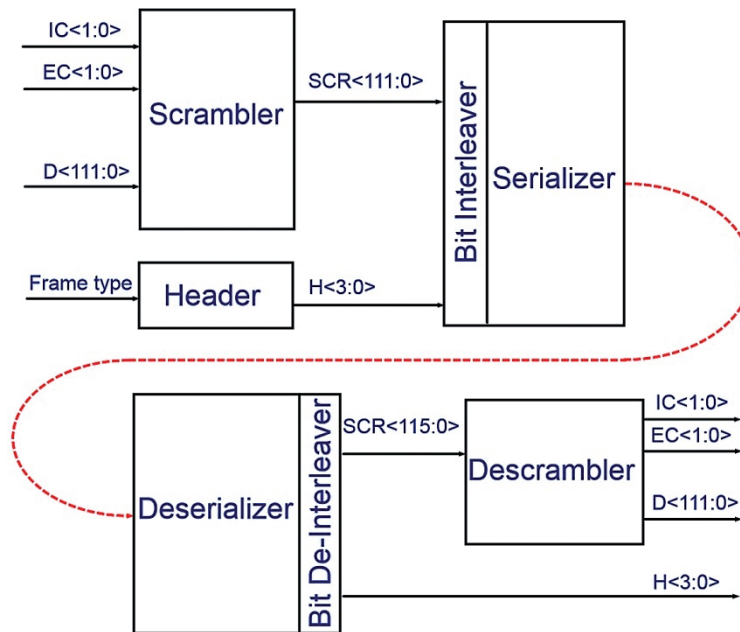 IC<1:0>
EC<1:0>
D<111:0>
Scrambler
SCR<111:0>
Bit Interleaver
Serializer
Frame type
Header
H<3:0>
Deserializer
Bit De-Interleaver
SCR<115:0>
Descrambler
IC<1:0>
EC<1:0>
D<111:0>
H<3:0>